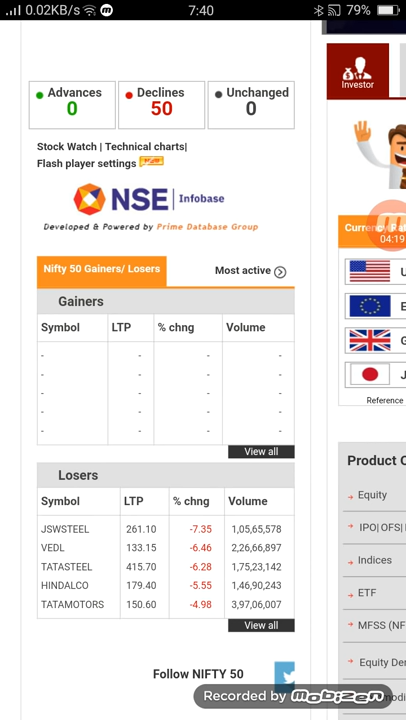 0.02KB/s 7:40 79%
Advances
0
Declines
50
Unchanged
0
Investor
Stock Watch | Technical charts|
Flash player settings
NSE Infobase
Developed & Powered by Prime Database Group
04:19
Nifty 50 Gainers/ Losers
Most active
Gainers
Symbol LTP % chng Volume
- - - -
- - - -
- - - -
- - - -
- - - -
View all
Losers
Symbol LTP % chng Volume
JSWSTEEL 261.10 -7.35 1,05,65,578
VEDL 133.15 -6.46 2,26,66,897
TATASTEEL 415.70 -6.28 1,75,23,142
HINDALCO 179.40 -5.55 1,46,90,243
TATAMOTORS 150.60 -4.98 3,97,06,007
View all
Follow NIFTY 50
Currency Ra
U
E
G
J
Reference
Product
Equity
IPO| OFS|
Indices
ETF
MFSS (NF
Equity De
Recorded by mobizen